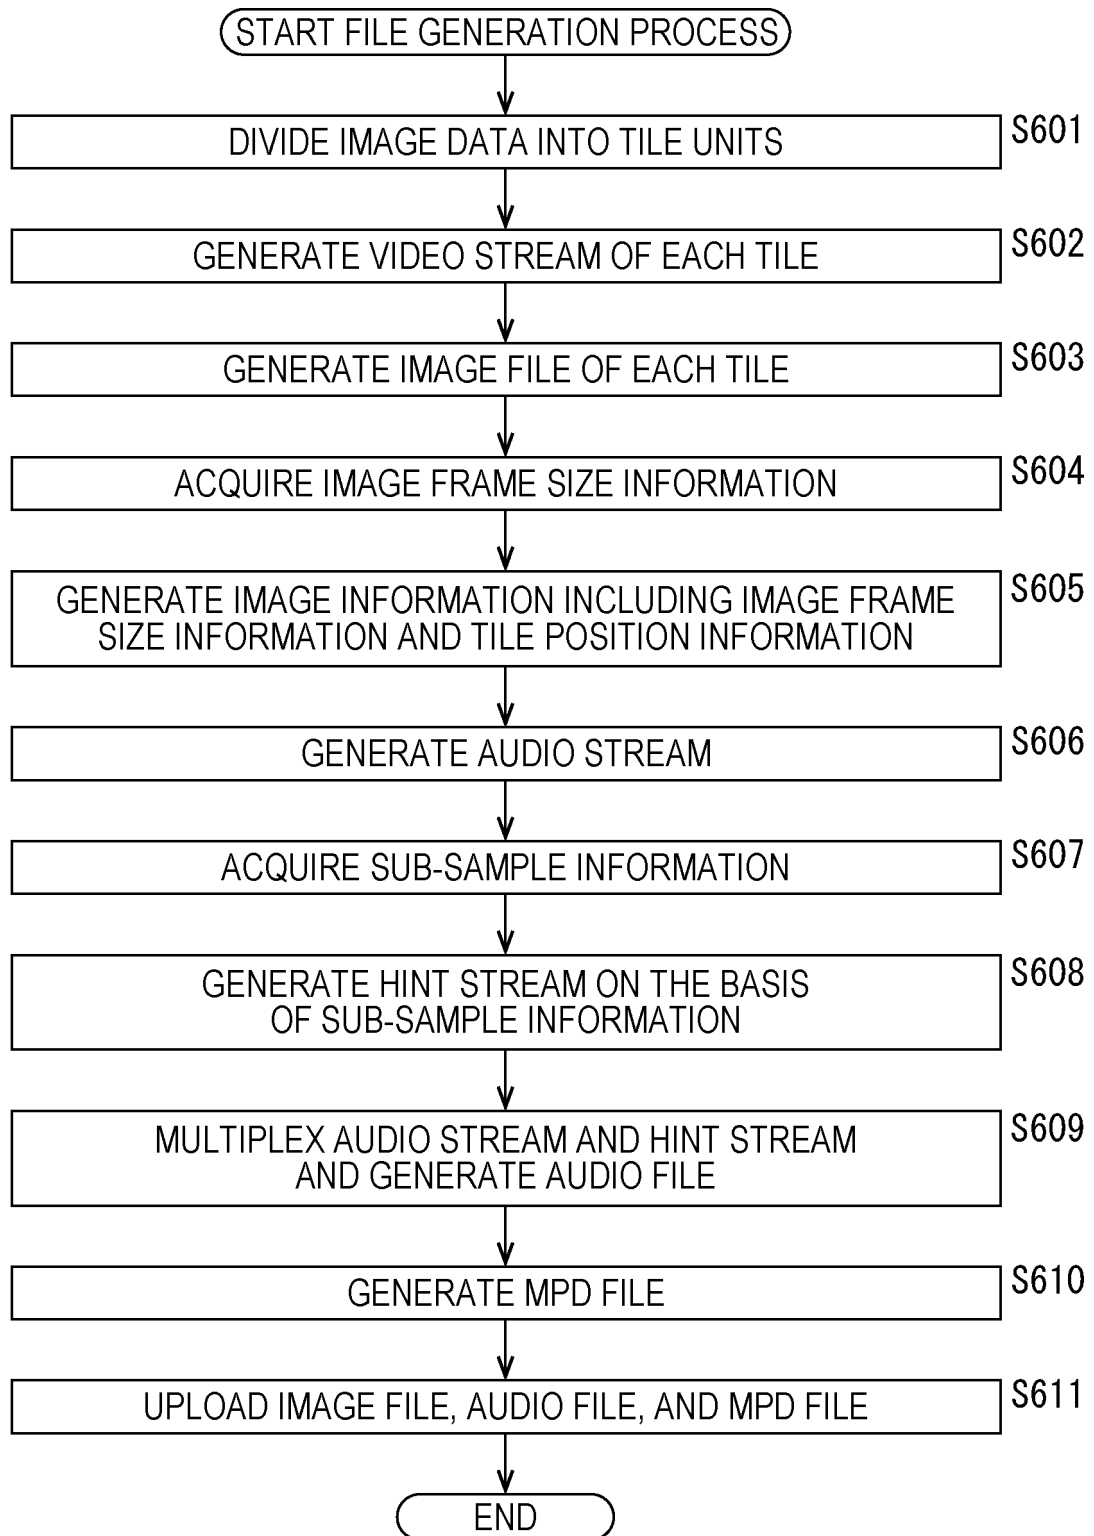 START FILE GENERATION PROCESS
DIVIDE IMAGE DATA INTO TILE UNITS
S601
GENERATE VIDEO STREAM OF EACH TILE
S602
GENERATE IMAGE FILE OF EACH TILE
S603
ACQUIRE IMAGE FRAME SIZE INFORMATION
S604
GENERATE IMAGE INFORMATION INCLUDING IMAGE FRAME
SIZE INFORMATION AND TILE POSITION INFORMATION
S605
GENERATE AUDIO STREAM
S606
ACQUIRE SUB-SAMPLE INFORMATION
S607
GENERATE HINT STREAM ON THE BASIS
OF SUB-SAMPLE INFORMATION
S608
MULTIPLEX AUDIO STREAM AND HINT STREAM
AND GENERATE AUDIO FILE
S609
GENERATE MPD FILE
S610
UPLOAD IMAGE FILE, AUDIO FILE, AND MPD FILE
S611
END